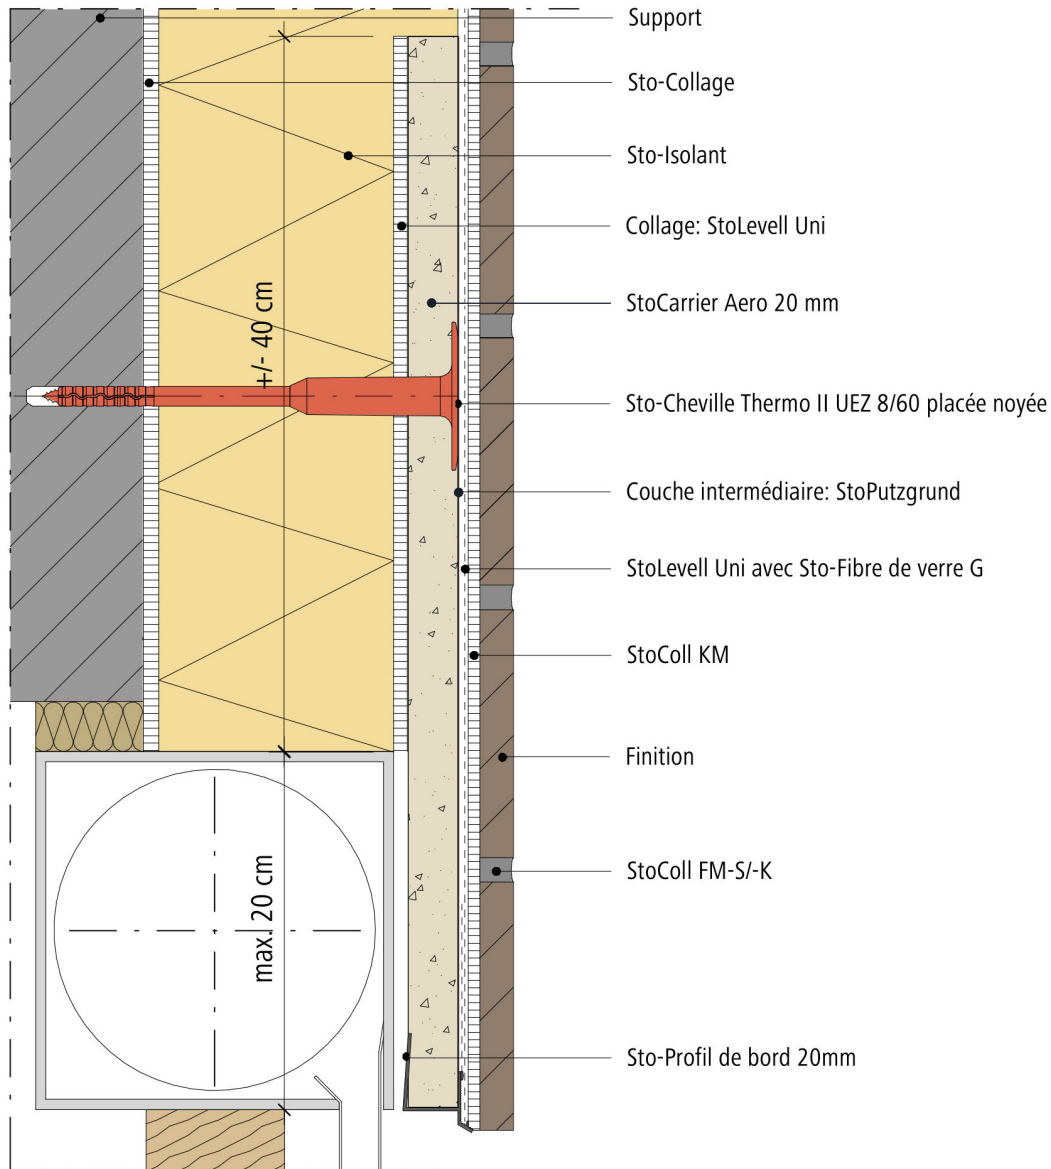 Support
Sto-Collage
Sto-Isolant
Collage: StoLevell Uni
StoCarrier Aero 20 mm
+/- 40 cm
Sto-Cheville Thermo II UEZ 8/60 placée noyée
Couche intermédiaire: StoPutzgrund
StoLevell Uni avec Sto-Fibre de verre G
StoColl KM
Finition
StoColl FM-S/-K
max. 20 cm
Sto-Profil de bord 20mm